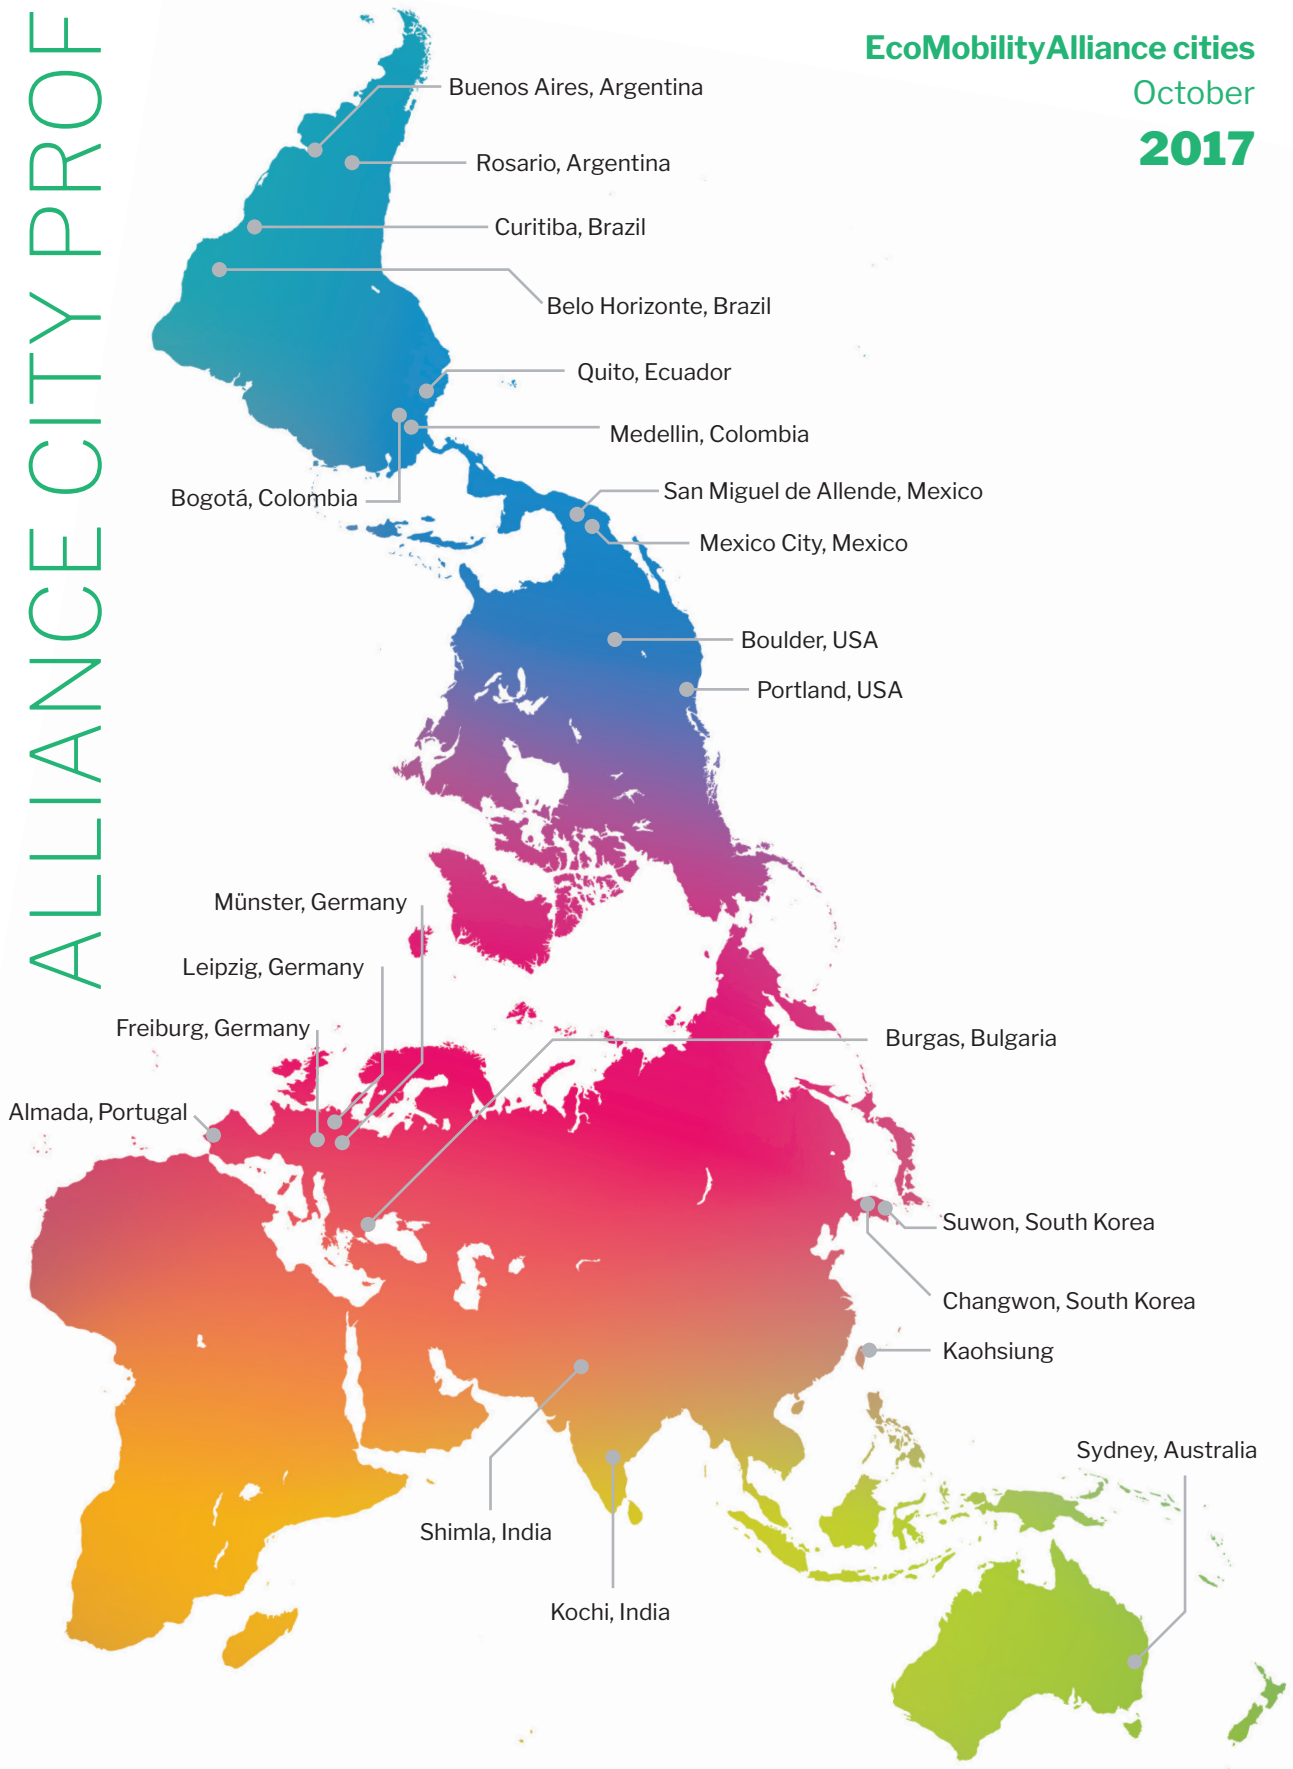 ALLIANCE CITY PROF
EcoMobilityAlliance cities
October
2017
Buenos Aires, Argentina
Rosario, Argentina
Curitiba, Brazil
Belo Horizonte, Brazil
Quito, Ecuador
Medellin, Colombia
Bogotá, Colombia
San Miguel de Allende, Mexico
Mexico City, Mexico
Boulder, USA
Portland, USA
Münster, Germany
Leipzig, Germany
Freiburg, Germany
Burgas, Bulgaria
Almada, Portugal
Suwon, South Korea
Changwon, South Korea
Kaohsiung
Sydney, Australia
Shimla, India
Kochi, India